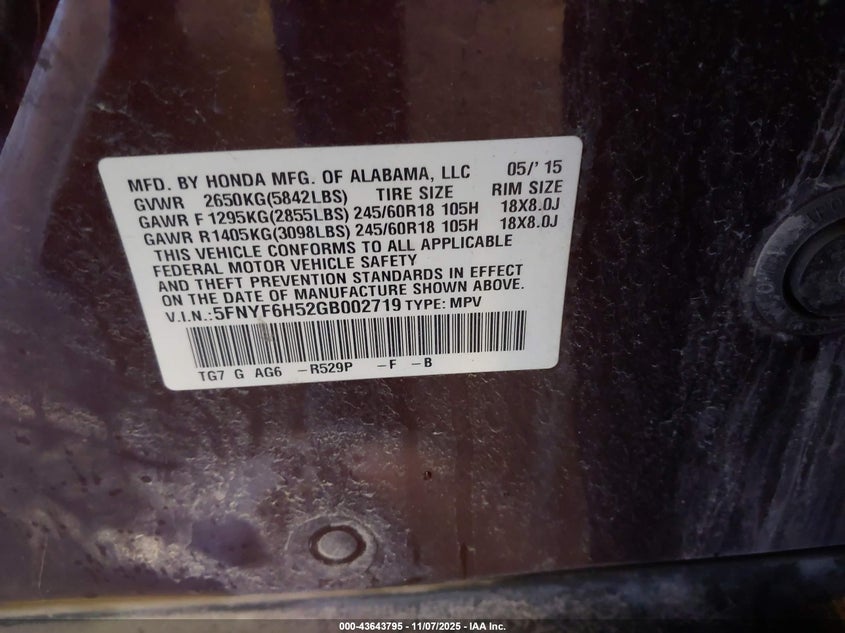 MFD. BY HONDA MFG. OF ALABAMA, LLC 05/' 15
GVWR 2650KG(5842LBS) TIRE SIZE RIM SIZE
GAWR F 1295KG(2855LBS) 245/60R18 105H 18X8.0J
GAWR R1405KG(3098LBS) 245/60R18 105H 18X8.0J
THIS VEHICLE CONFORMS TO ALL APPLICABLE
FEDERAL MOTOR VEHICLE SAFETY
AND THEFT PREVENTION STANDARDS IN EFFECT
ON THE DATE OF MANUFACTURE SHOWN ABOVE.
V.I.N.:5FNYF6H52GB002719 TYPE: MPV
TG7 G AG6 -R529P -F -B
000-43643795 - 11/07/2025 - IAA Inc.